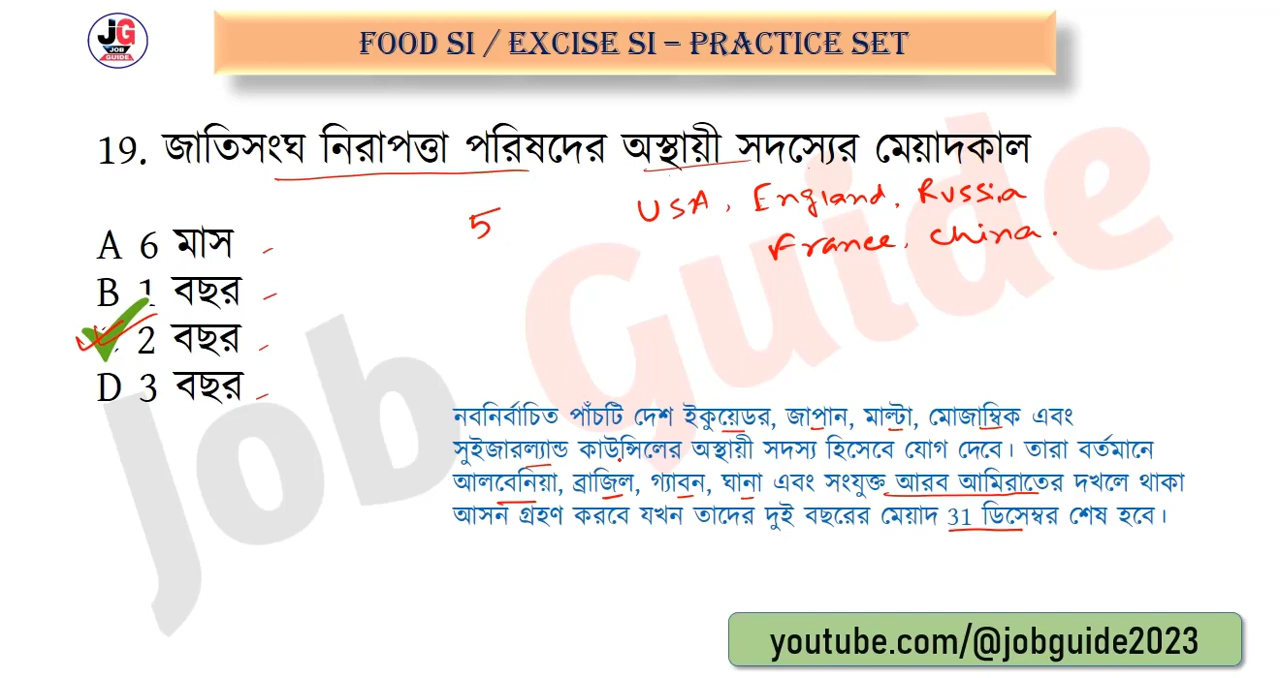 JG
JOB
GUIDE
FOOD SI / EXCISE SI – PRACTICE SET
19. জাতিসংঘ নিরাপত্তা পরিষদের অস্থায়ী সদস্যের মেয়াদকাল
USA, England, Russia
5
France, China.
A 6 মাস
B 1 বছর
2 বছর
D 3 বছর
নবনির্বাচিত পাঁচটি দেশ ইকুয়েডর, জাপান, মাল্টা, মোজাম্বিক এবং
সুইজারল্যান্ড কাউন্সিলের অস্থায়ী সদস্য হিসেবে যোগ দেবে। তারা বর্তমানে
আলবেনিয়া, ব্রাজিল, গ্যাবন, ঘানা এবং সংযুক্ত আরব আমিরাতের দখলে থাকা
আসন গ্রহণ করবে যখন তাদের দুই বছরের মেয়াদ 31 ডিসেম্বর শেষ হবে।
Job Guide
youtube.com/@jobguide2023